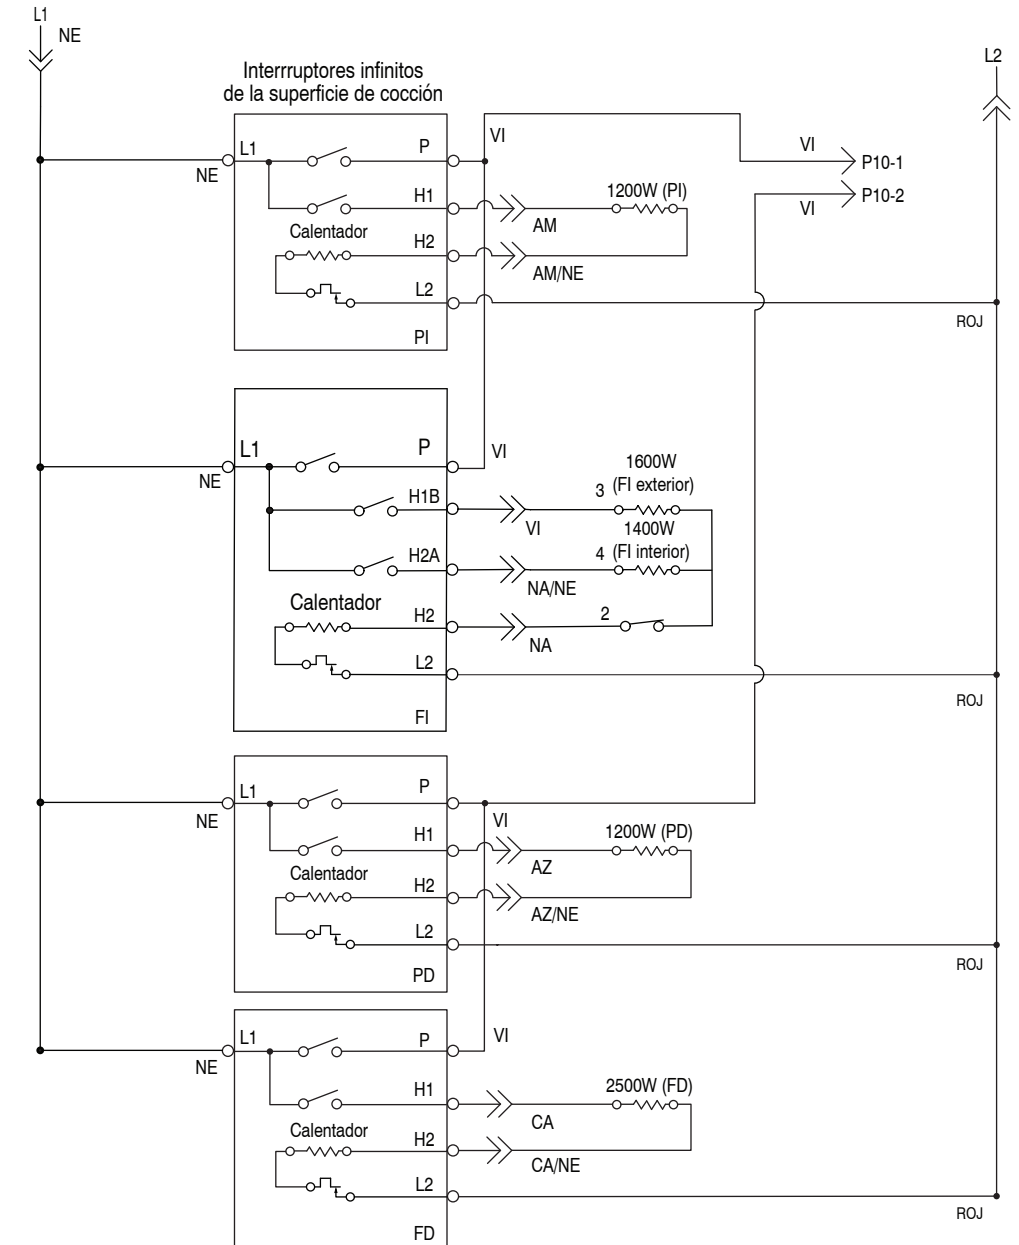 L1
NE
L2
Interrruptores infinitos
de la superficie de cocción
L1
P
VI
VI
P10-1
NE
H1
1200W (PI)
P10-2
VI
AM
Calentador
H2
AM/NE
L2
ROJ
PI
L1
P
VI
NE
1600W
3 (FI exterior)
H1B
VI
1400W
4 (FI interior)
H2A
NA/NE
Calentador
H2
2
NA
L2
ROJ
FI
L1
P
NE
VI
H1
1200W (PD)
AZ
Calentador
H2
AZ/NE
L2
ROJ
PD
L1
P
VI
NE
H1
2500W (FD)
CA
Calentador
H2
CA/NE
L2
ROJ
FD